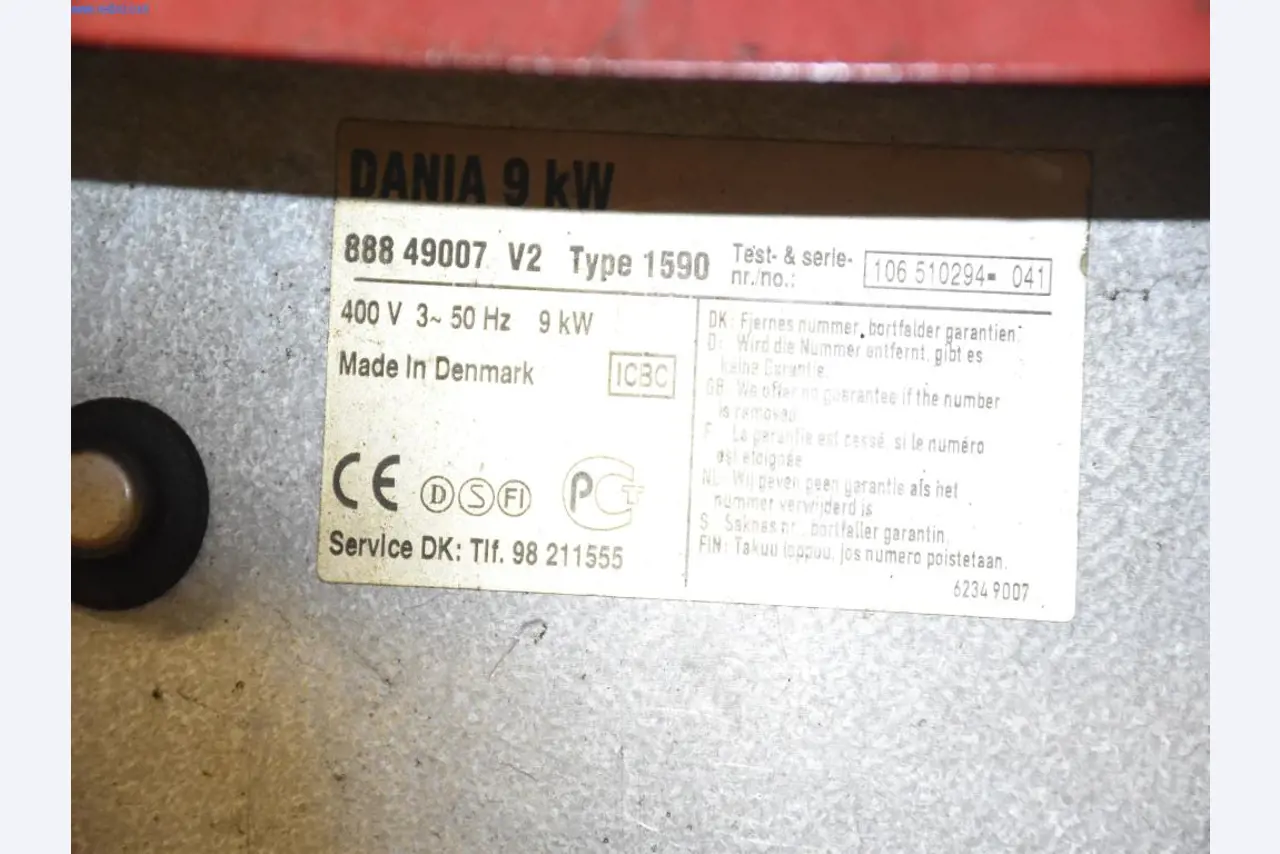 DANIA 9 kW
888 49007 V2 Type 1590
Test- & serie-
nr./no.:
106 510294- 041
400 V 3~ 50 Hz 9 kW
Made In Denmark
ICBC
CE D S FI PCT
Service DK: Tlf. 98 211555
DK: Fjernes nummer, bortfalder garantien.
D: Wird die Nummer entfernt, gibt es
keine Garantie.
GB We offer no guarantee if the number
is removed
F La garantie est cessé, si le numéro
est eloignée
NL Wij geven geen garantie als het
nummer verwijderd is
S Saknas nr., bortfaller garantin.
FIN: Takuu loppuu, jos numero poistetaan.
6234 9007